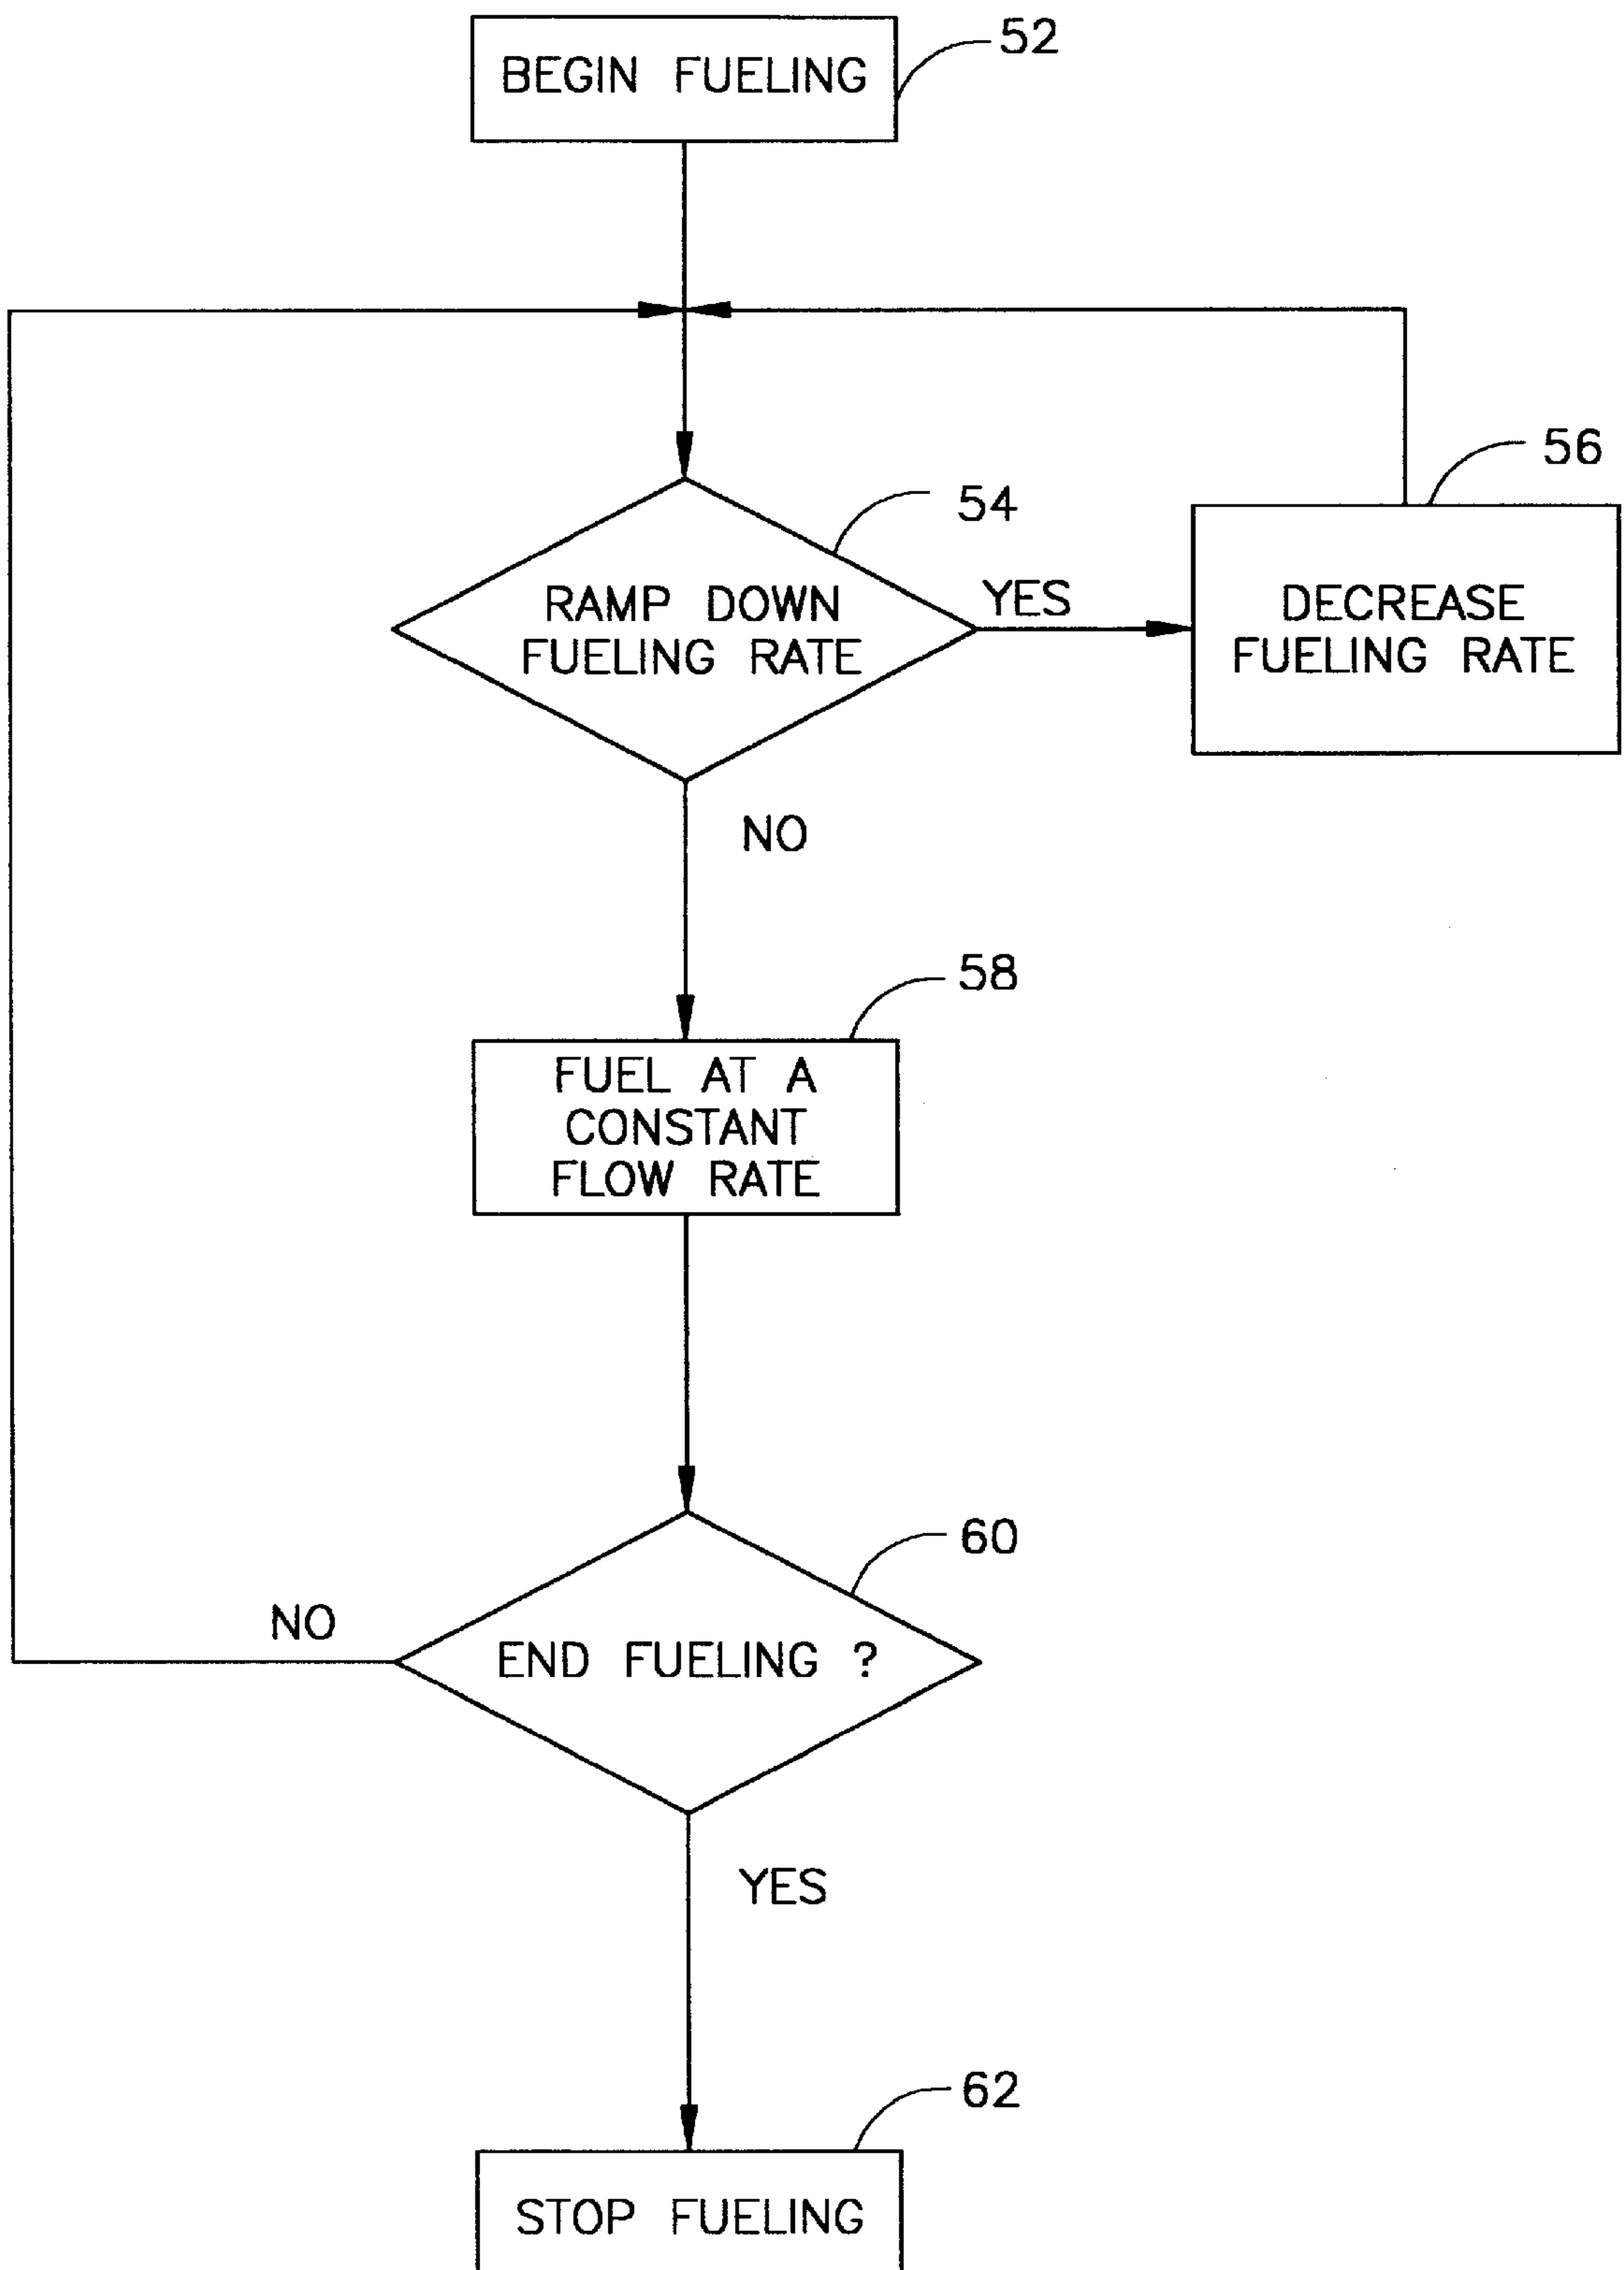 BEGIN FUELING
52
54
56
RAMP DOWN
FUELING RATE
YES
DECREASE
FUELING RATE
NO
58
FUEL AT A
CONSTANT
FLOW RATE
60
NO
END FUELING ?
YES
62
STOP FUELING